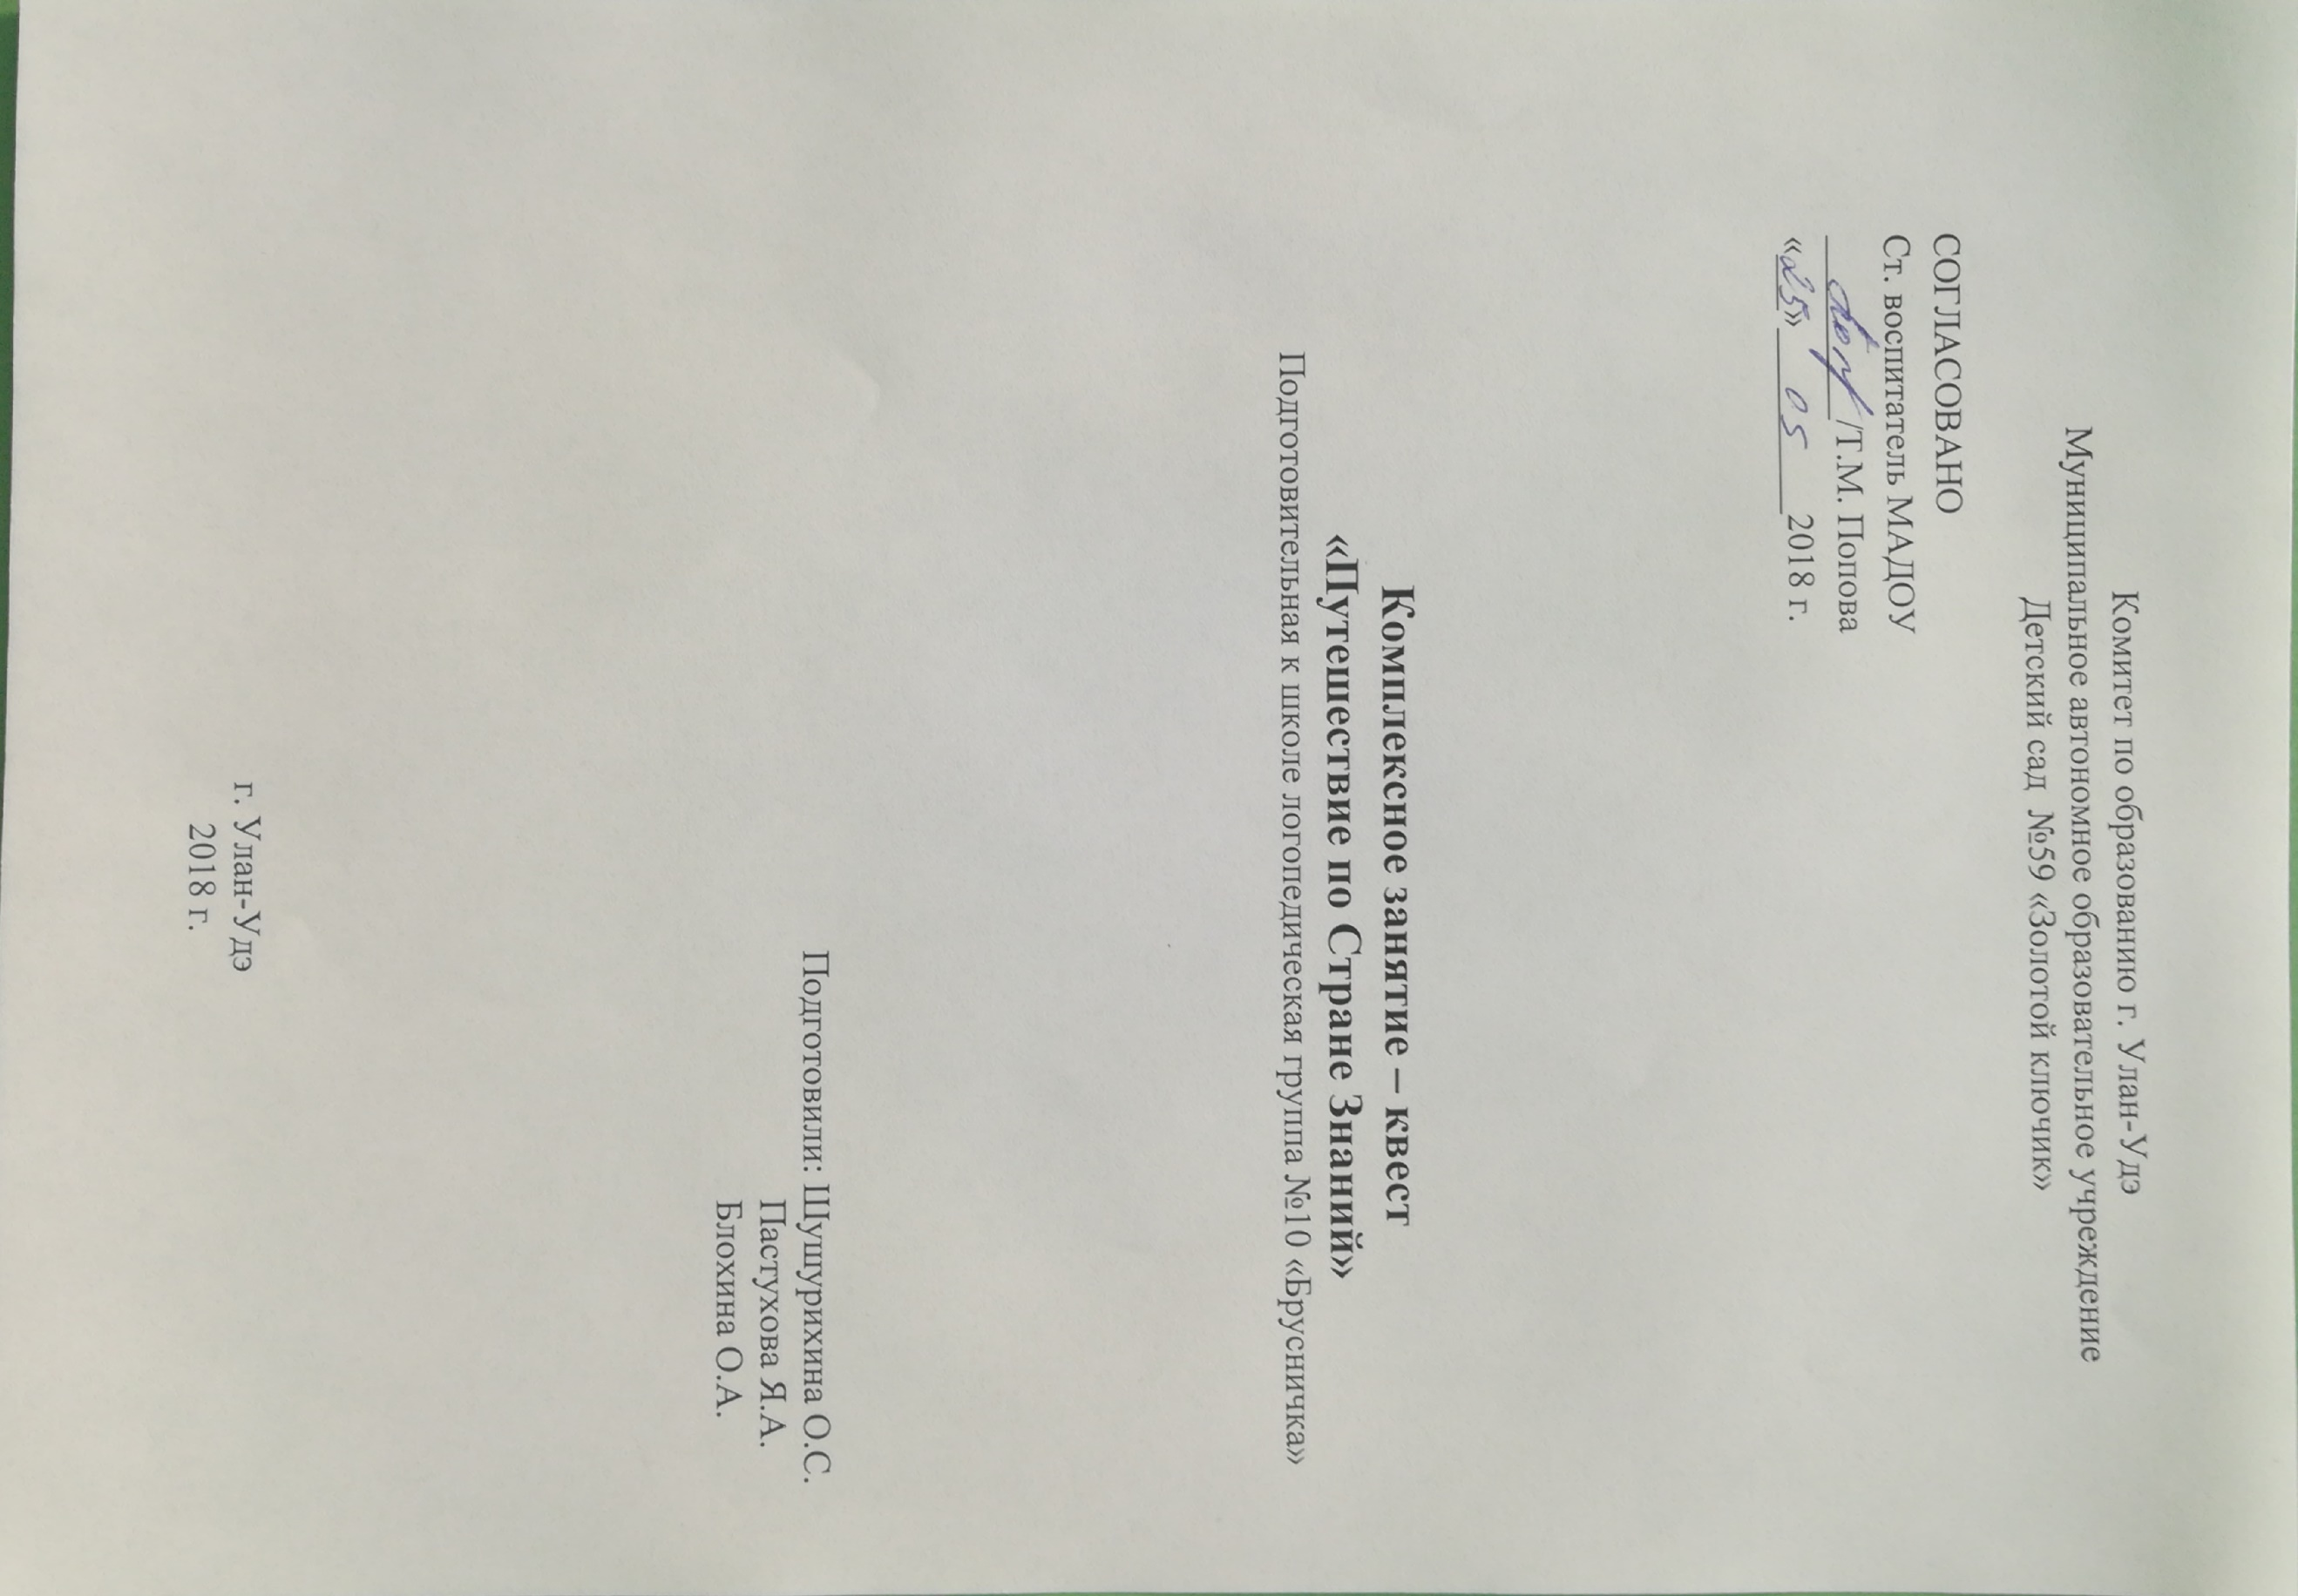 Комитет по образованию г. Улан-Удэ
Муниципальное автономное образовательное учреждение
Детский сад №59 «Золотой ключик»
СОГЛАСОВАНО
Ст. воспитатель МАДОУ
/Т.М. Попова
«25» 05 2018 г.
Комплексное занятие – квест
«Путешествие по Стране Знаний»
Подготовительная к школе логопедическая группа №10 «Брусничка»
Подготовили: Шушурихина О.С.
Пастухова Я.А.
Блохина О.А.
г. Улан-Удэ
2018 г.